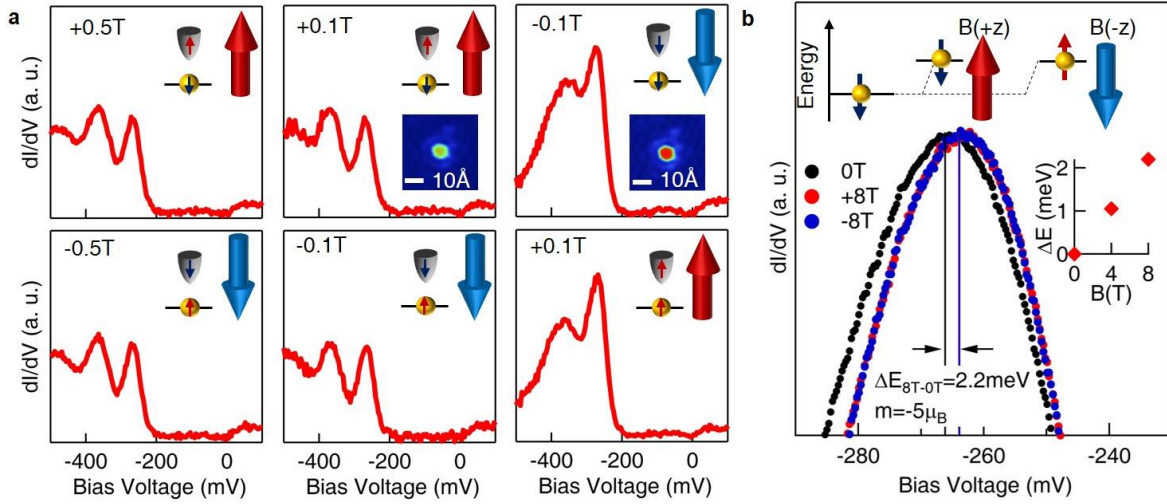 a
+0.5T
+0.1T
-0.1T
dI/dV (a. u.)
10Å
10Å
-0.5T
-0.1T
+0.1T
dI/dV (a. u.)
-400 -200 0
-400 -200 0
-400 -200 0
Bias Voltage (mV)
Bias Voltage (mV)
Bias Voltage (mV)
b
Energy
B(+z)
B(-z)
0T
+8T
-8T
dI/dV (a. u.)
2
1
0
ΔE (meV)
0 4 8
B(T)
ΔE8T-0T=2.2meV
m=-5μB
-280 -260 -240
Bias Voltage (mV)